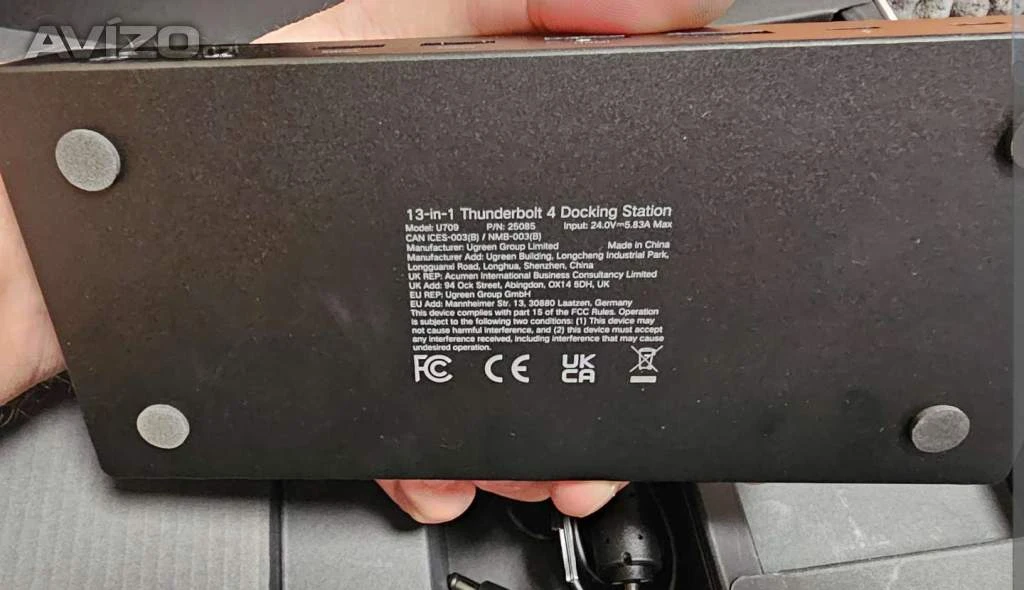 AVÍZO
13-in-1 Thunderbolt 4 Docking Station
Model: U709 P/N: 25085 Input: 24.0V⎓5.83A Max
CAN ICES-003(B) / NMB-003(B)
Manufacturer: Ugreen Group Limited Made in China
Manufacturer Add: Ugreen Building, Longcheng Industrial Park,
Longguanxi Road, Longhua, Shenzhen, China
UK REP: Acumen International Business Consultancy Limited
UK Add: 94 Ock Street, Abingdon, OX14 5DH, UK
EU REP: Ugreen Group GmbH
EU Add: Mannheimer Str. 13, 30880 Laatzen, Germany
This device complies with part 15 of the FCC Rules. Operation
is subject to the following two conditions: (1) This device may
not cause harmful interference, and (2) this device must accept
any interference received, including interference that may cause
undesired operation.
FC CE UK CA